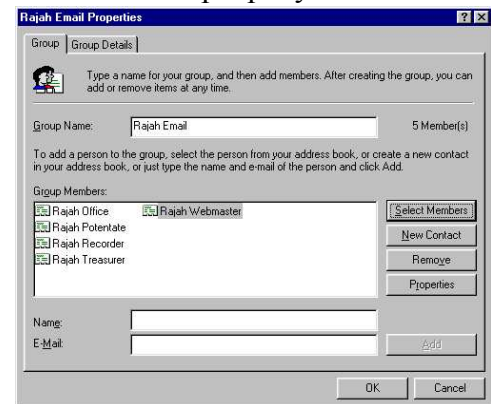 Rajah Email Properties
Group Group Details
Type a name for your group, and then add members. After creating the group, you can
add or remove items at any time.
Group Name: Rajah Email 5 Member(s)
To add a person to the group, select the person from your address book, or create a new contact
in your address book, or just type the name and e-mail of the person and click
Add.
Group Members:
Rajah Office Rajah Webmaster
Rajah Potentate
Rajah Recorder
Rajah Treasurer
Select Members
New Contact
Remove
Properties
Name:
E-Mail: Add
OK Cancel